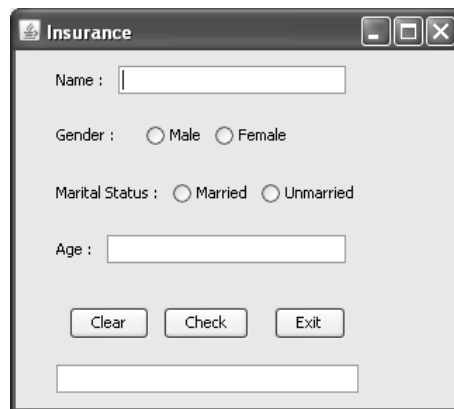 Insurance
Name :
Gender : Male Female
Marital Status : Married Unmarried
Age :
Clear Check Exit